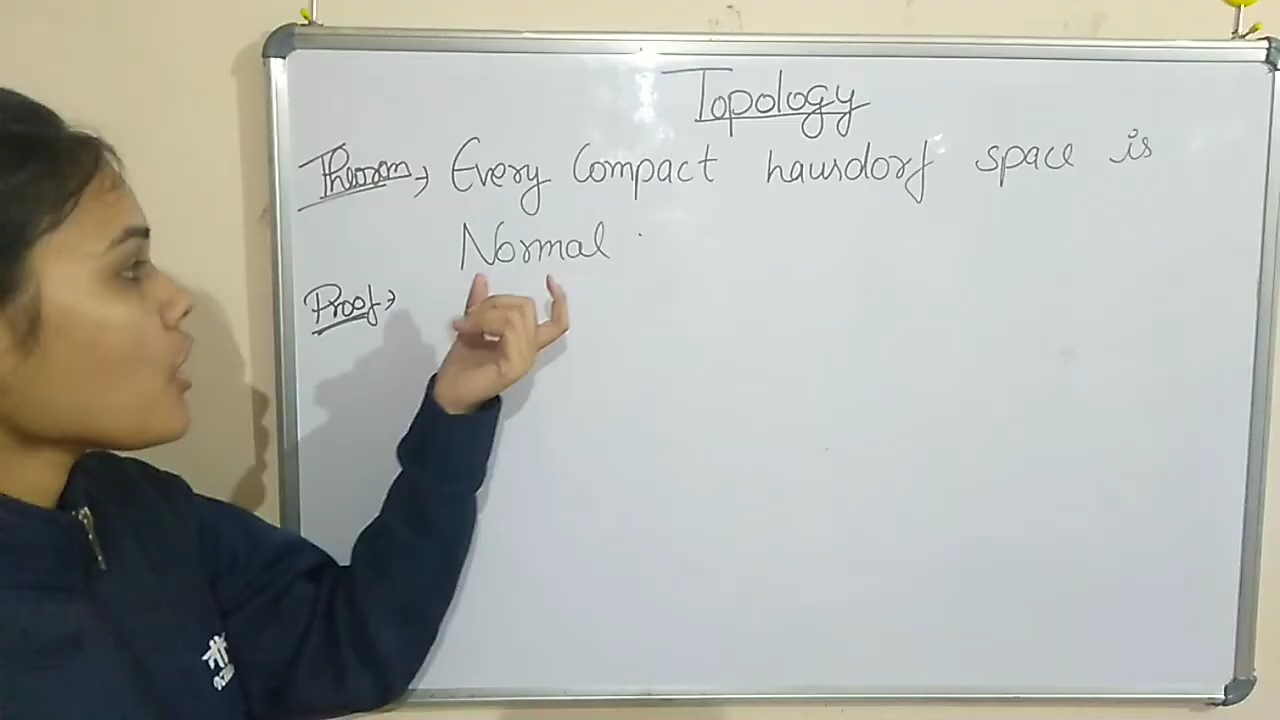 Topology
Theorem, Every Compact hausdorf space is
Normal.
Proof,